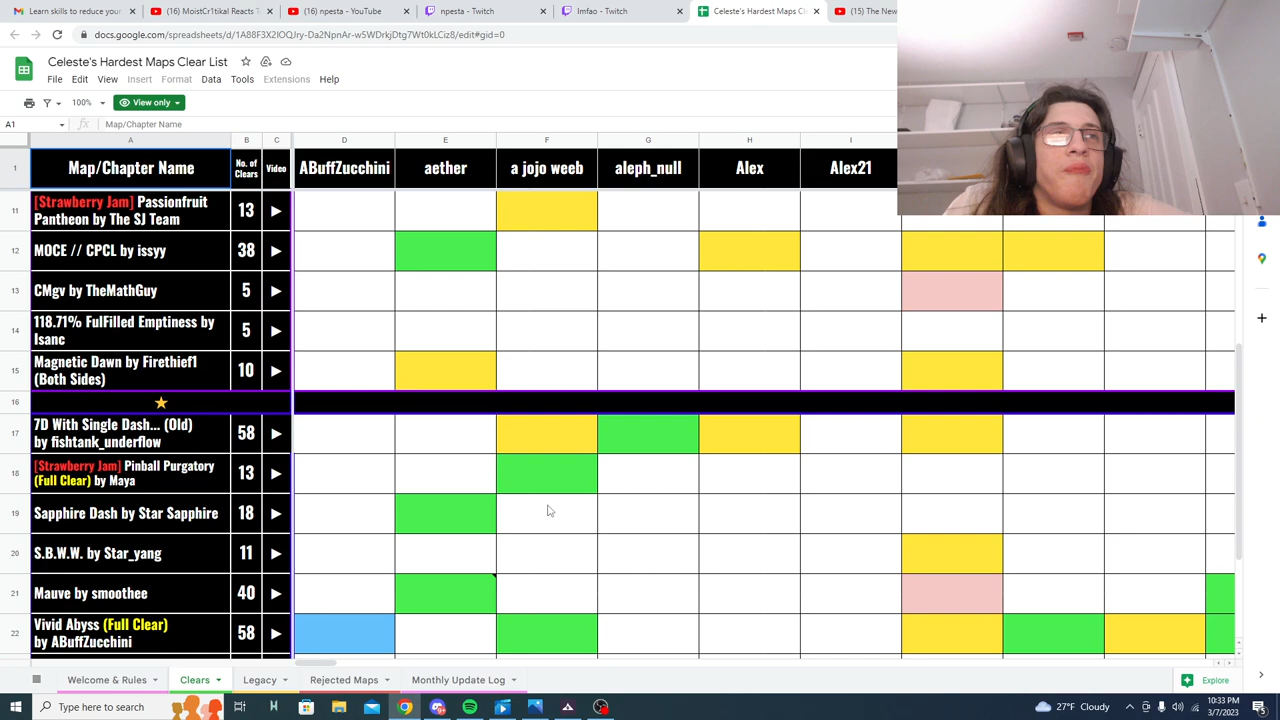 Learn skills to reduce your
(16) MoistCr1tikal Reacts T
(16) npesta - YouTube
npesta - Twitch
lmfao - Twitch
Celeste's Hardest Maps C
(15) The New
docs.google.com/spreadsheets/d/1A88F3X2IOQJry-Da2NpnAr-w5WDrkjDtg7Wt0kLCiz8/edit#gid=0
Celeste's Hardest Maps Clear List
File Edit View Insert Format Data Tools Extensions Help
100% View only
A1 fx Map/Chapter Name
A B C D E F G H I
Map/Chapter Name No. of Clears Video ABuffZucchini aether a jojo weeb aleph_null Alex Alex21
[Strawberry Jam] Passionfruit
Pantheon by The SJ Team 13
12 MOCE // CPCL by issyy 38
13 CMgv by TheMathGuy 5
14 118.71% FulFilled Emptiness by
Isanc 5
15 Magnetic Dawn by Firethief1
(Both Sides) 10
16
17 7D With Single Dash... (Old)
by fishtank_underflow 58
18 [Strawberry Jam] Pinball Purgatory
(Full Clear) by Maya 13
19 Sapphire Dash by Star Sapphire 18
20 S.B.W.W. by Star_yang 11
21 Mauve by smoothee 40
22 Vivid Abyss (Full Clear)
by ABuffZucchini 58
Welcome & Rules Clears Legacy Rejected Maps Monthly Update Log Explore
Type here to search
27°F Cloudy
10:33 PM
3/7/2023